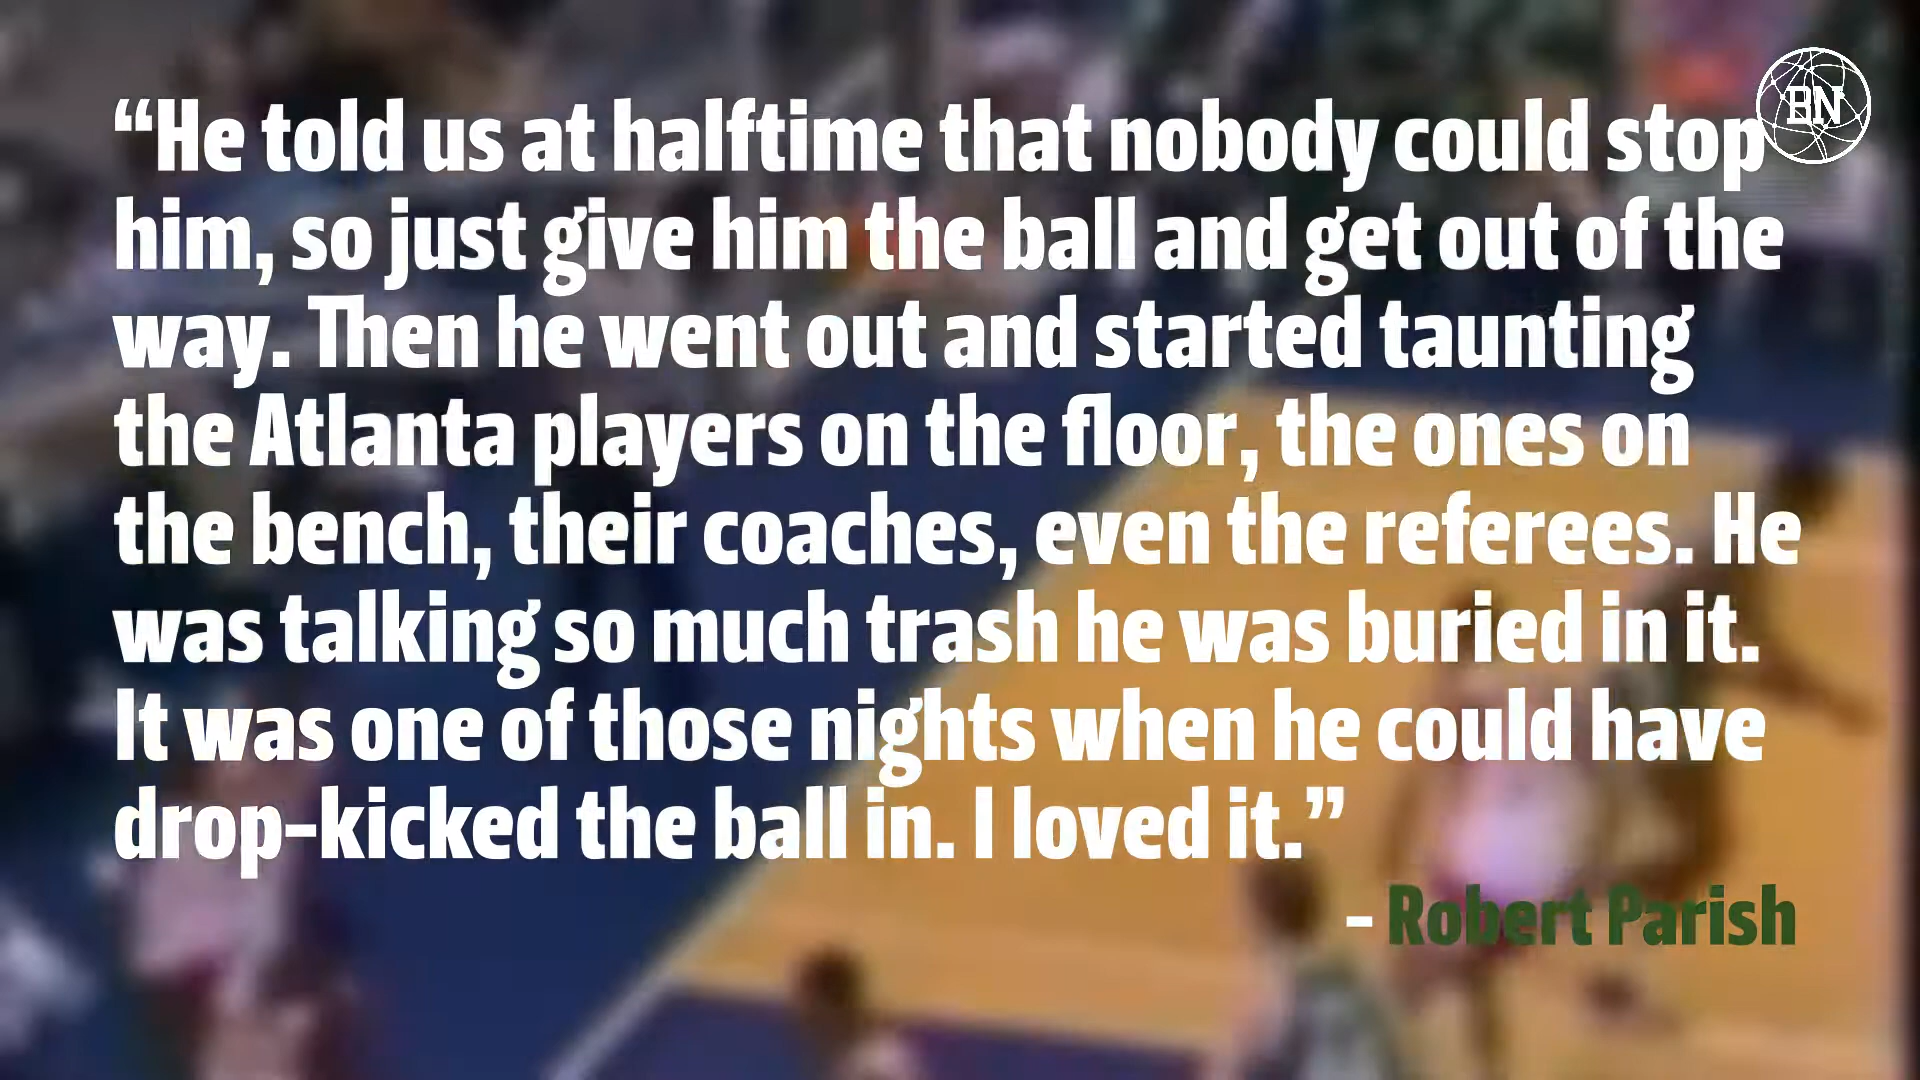 “He told us at halftime that nobody could stop
him, so just give him the ball and get out of the
way. Then he went out and started taunting
the Atlanta players on the floor, the ones on
the bench, their coaches, even the referees. He
was talking so much trash he was buried in it.
It was one of those nights when he could have
drop-kicked the ball in. I loved it.”
- Robert Parish
BN